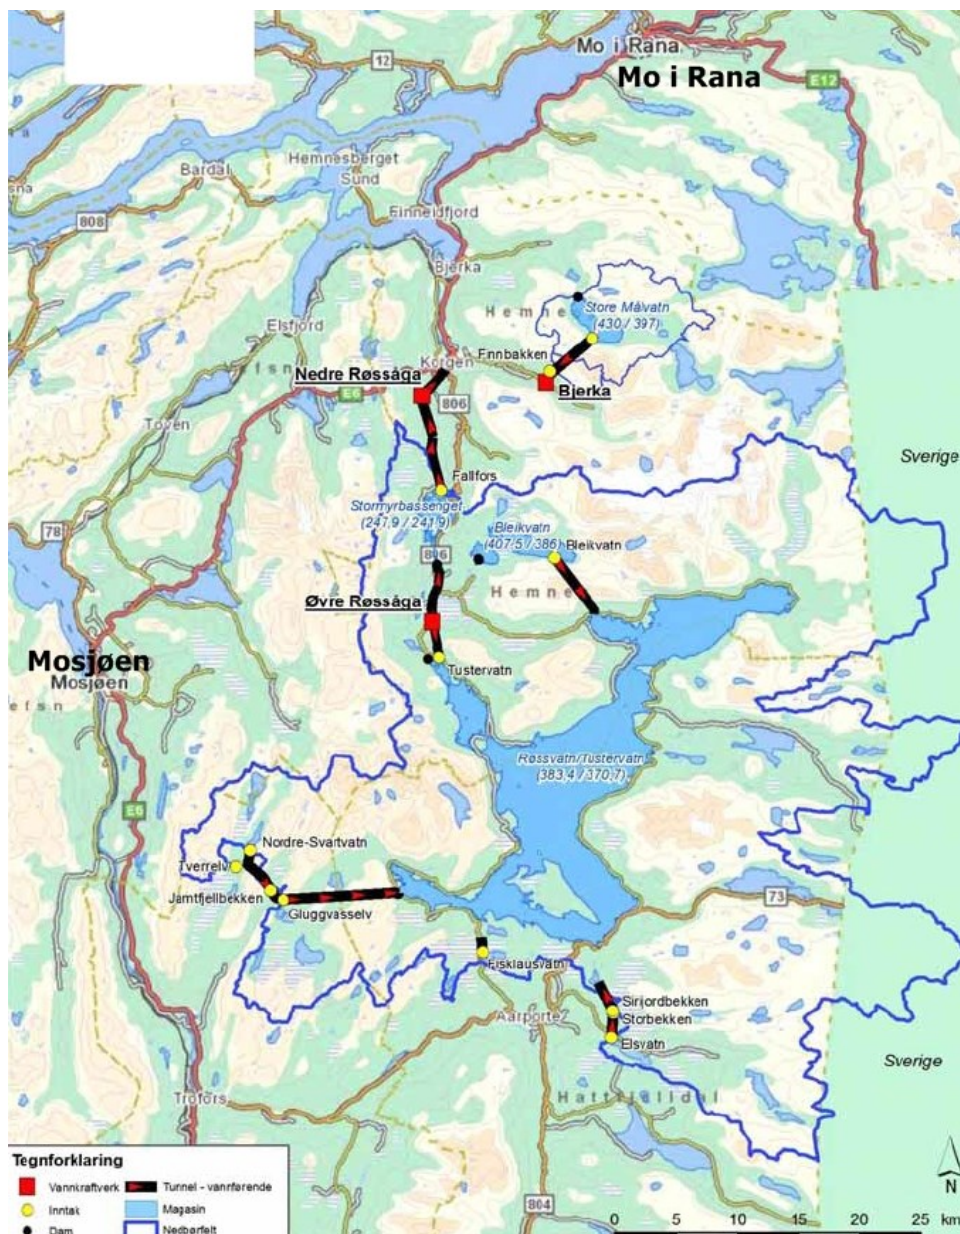 Mo i Rana
Mo i Rana
12
E12
Hemnesberget
Sund
Bardal
808
Finneidfjord
Bjerka
Hemne
Store Målvatn
(430 / 397)
Elsfjord
Finnbakken
Korgen
Nedre Røssåga
Bjerka
E6
806
Toven
Sverige
Fallfors
Stormyrbassenget
(247,9 / 241,9)
Bleikvatn
(407,5 / 386)
Bleikvatn
78
806
Hemne
Øvre Røssåga
Mosjøen
Mosjøen
Tustervatn
Røssvatn/Tustervatn
(383,4 / 370,7)
E6
Nordre-Svartvatn
Tverrelv
Jamtfjellbekken
Gluggvasselv
73
Fisklausvatn
Sirijordbekken
Storbekken
Aarporte
Elsvatn
Sverige
Hattfjelldal
Trofors
Tegnforklaring
Vannkraftverk
Tunnel - vannførende
Inntak
Magasin
Dam
Nedbørfelt
804
N
0 5 10 15 20 25 km